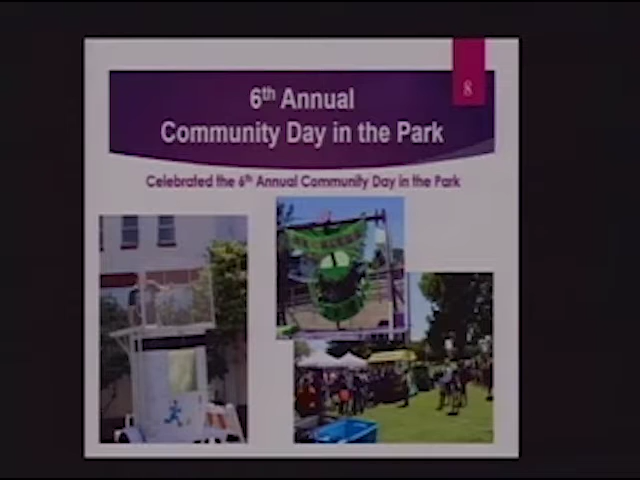 8
6th Annual
Community Day in the Park
Celebrated the 6th Annual Community Day in the Park